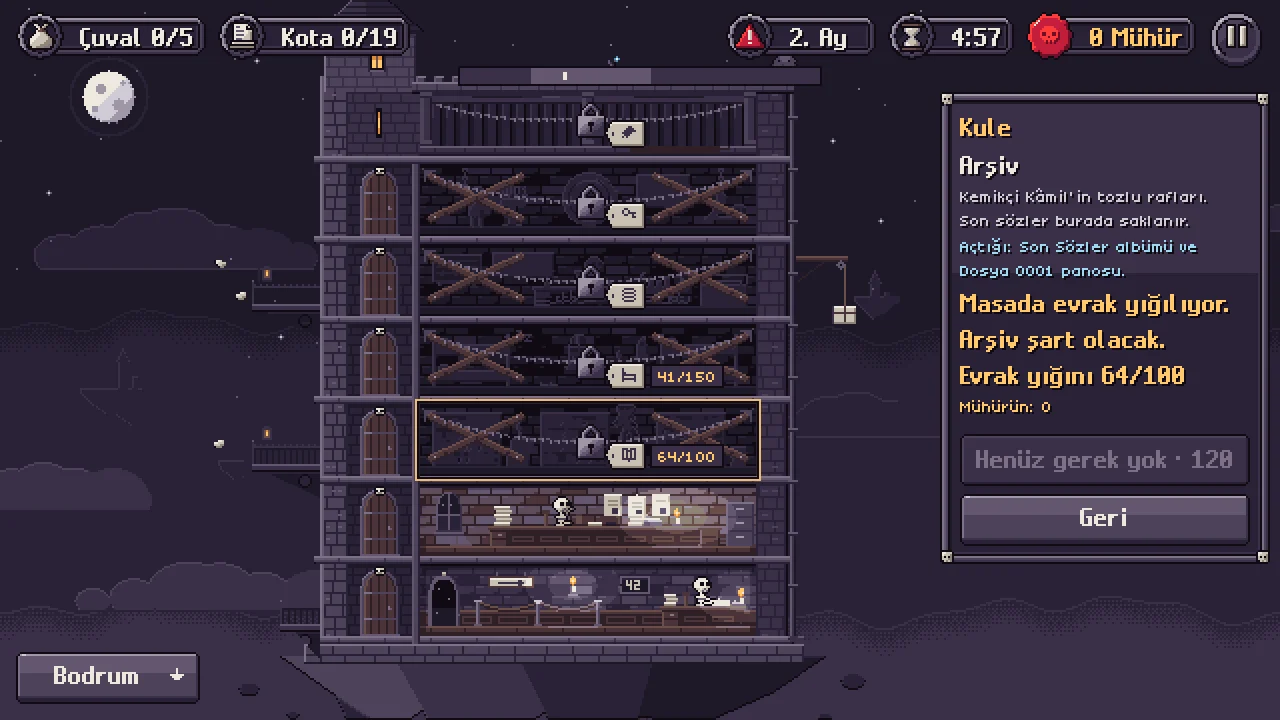 Çuval 0/5
Kota 0/19
2. Ay
4:57
0 Mühür
Kule
Arşiv
Kemikçi Kâmil'in tozlu rafları.
Son sözler burada saklanır.
Açtığı: Son Sözler albümü ve
Dosya 0001 panosu.
Masada evrak yığılıyor.
Arşiv şart olacak.
Evrak yığını 64/100
Mühürün: 0
Henüz gerek yok · 120
Geri
41/150
64/100
42
Bodrum